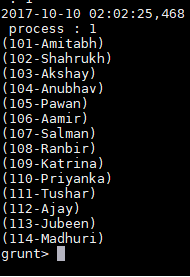 : 1
2017-10-10 02:02:25,468
process : 1
(101-Amitabh)
(102-Shahrukh)
(103-Akshay)
(104-Anubhav)
(105-Pawan)
(106-Aamir)
(107-Salman)
(108-Ranbir)
(109-Katrina)
(110-Priyanka)
(111-Tushar)
(112-Ajay)
(113-Jubeen)
(114-Madhuri)
grunt>